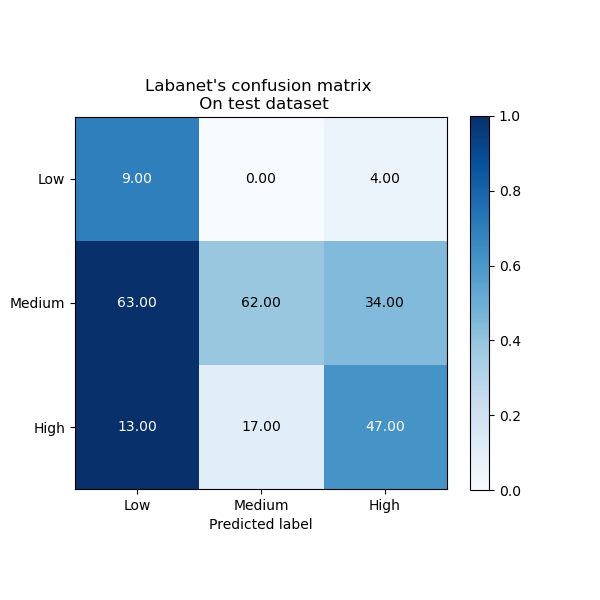 Labanet's confusion matrix
On test dataset
Low 9.00 0.00 4.00
Medium 63.00 62.00 34.00
High 13.00 17.00 47.00
Low Medium High
Predicted label
1.0
0.8
0.6
0.4
0.2
0.0